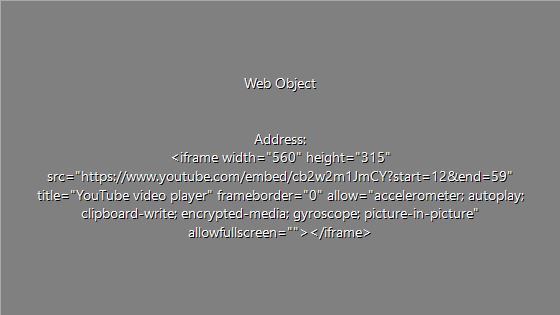 Web Object
Address:
<iframe width="560" height="315"
src="https://www.youtube.com/embed/cb2w2m1JmCY?start=12&end=59"
title="YouTube video player" frameborder="0" allow="accelerometer; autoplay;
clipboard-write; encrypted-media; gyroscope; picture-in-picture"
allowfullscreen=""></iframe>